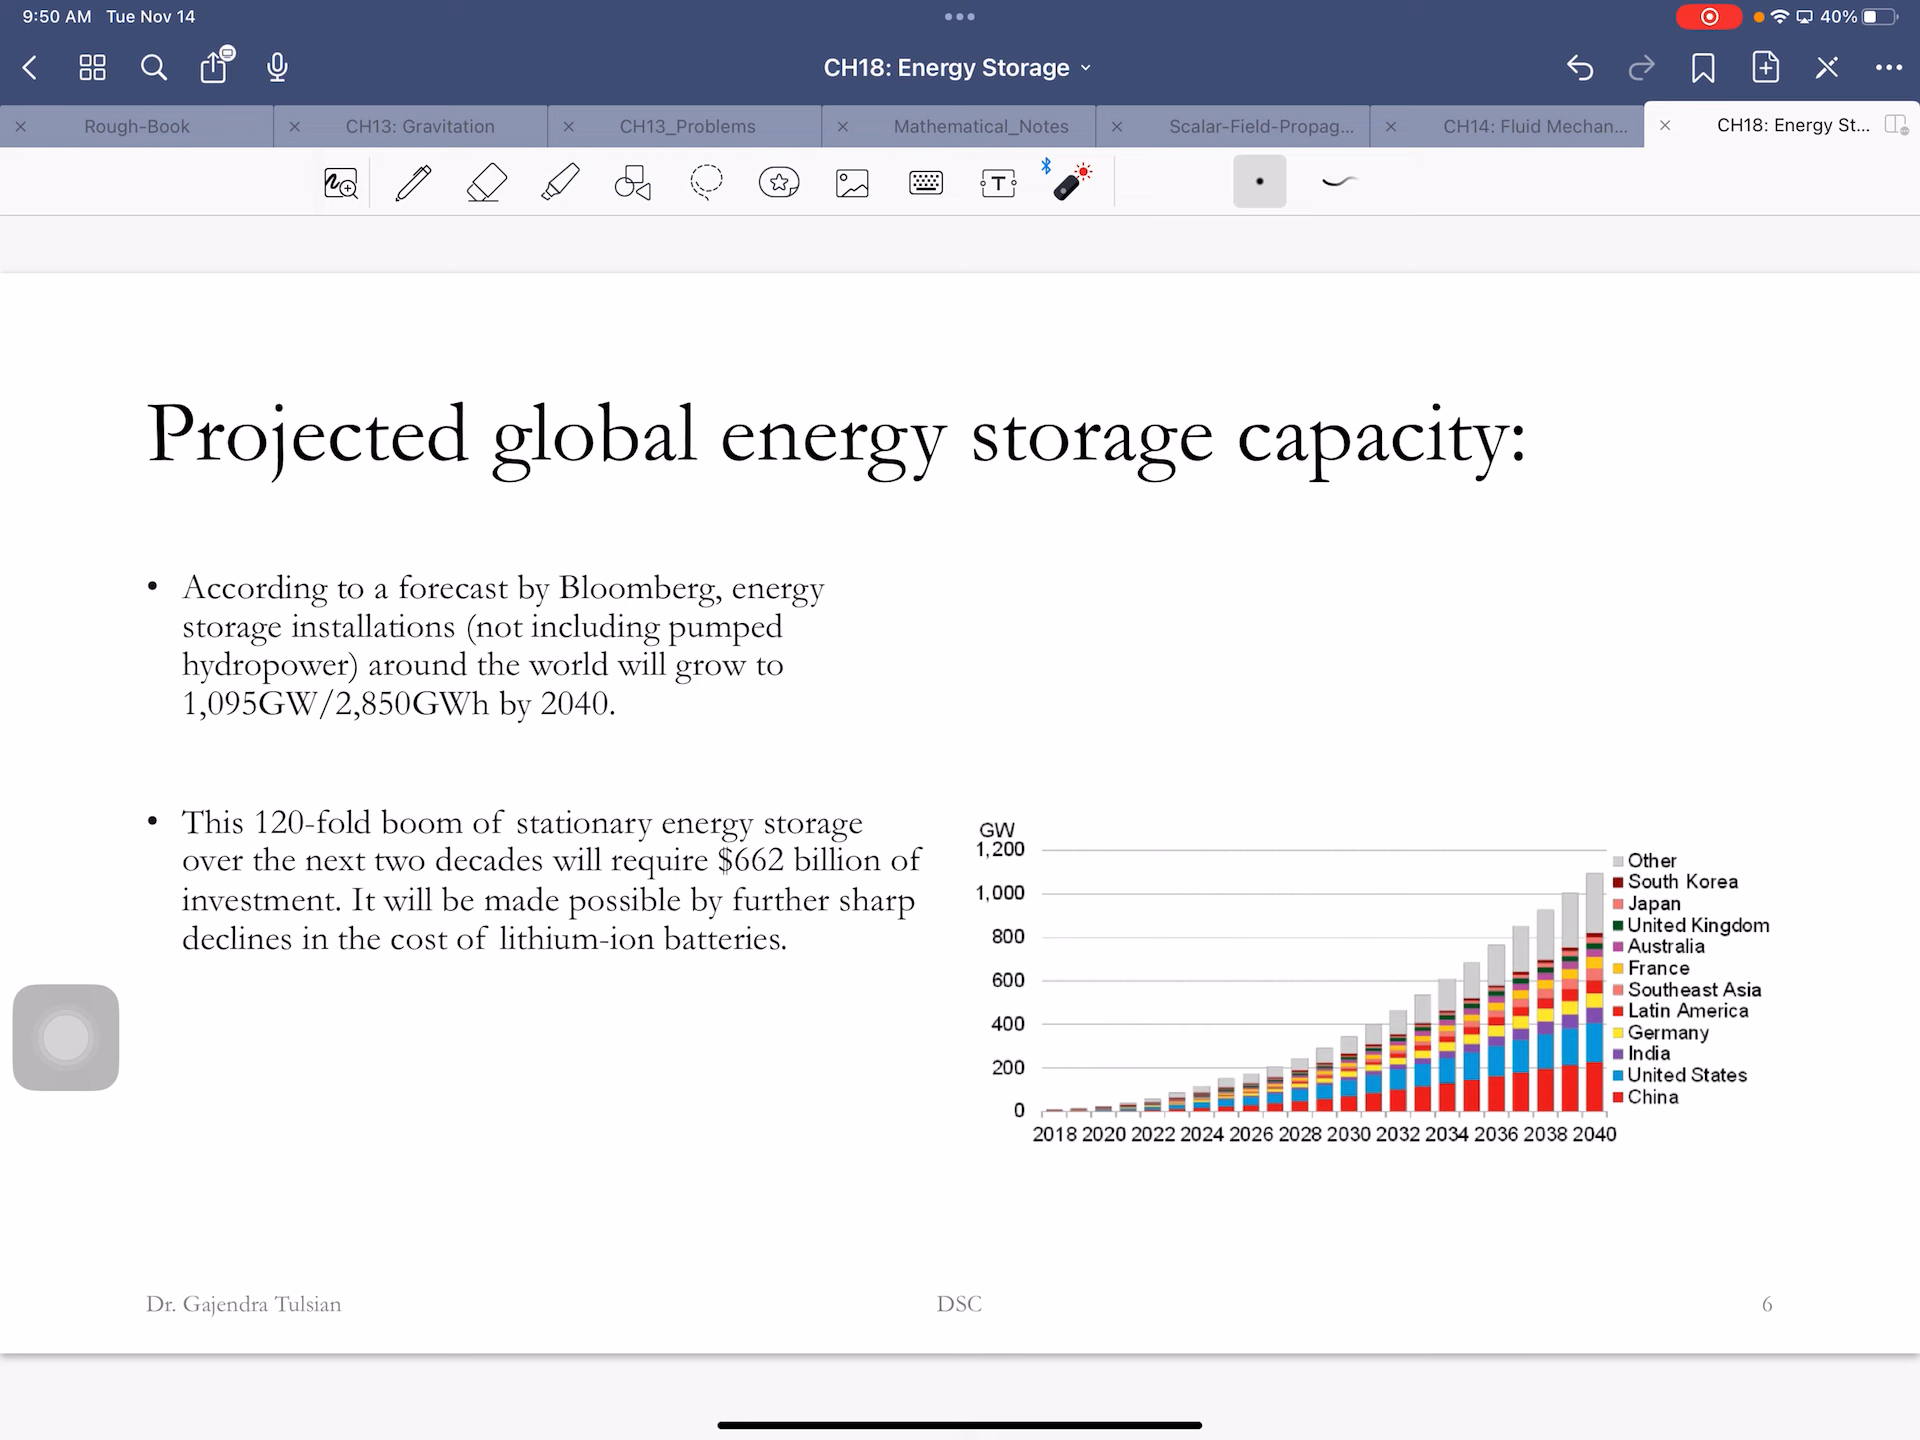 9:50 AM Tue Nov 14
40%
CH18: Energy Storage
Rough-Book
CH13: Gravitation
CH13_Problems
Mathematical_Notes
Scalar-Field-Propag...
CH14: Fluid Mechan...
CH18: Energy St...
T
Projected global energy storage capacity:
• According to a forecast by Bloomberg, energy
storage installations (not including pumped
hydropower) around the world will grow to
1,095GW/2,850GWh by 2040.
• This 120-fold boom of stationary energy storage
over the next two decades will require $662 billion of
investment. It will be made possible by further sharp
declines in the cost of lithium-ion batteries.
GW
1,200
1,000
800
600
400
200
0
2018 2020 2022 2024 2026 2028 2030 2032 2034 2036 2038 2040
Other
South Korea
Japan
United Kingdom
Australia
France
Southeast Asia
Latin America
Germany
India
United States
China
Dr. Gajendra Tulsian
DSC
6